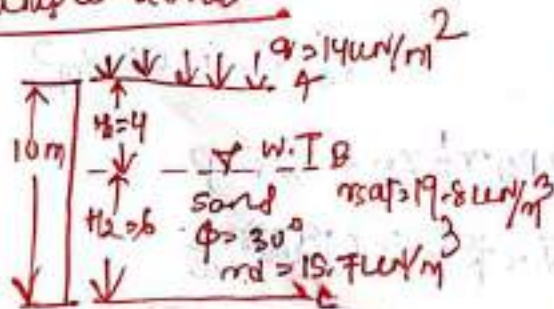 q=14kN/m²
A
H₁=4
10m
W.T B
sand γsat=19.8kN/m³
H₂=6
φ=30°
γd=15.7kN/m³
C